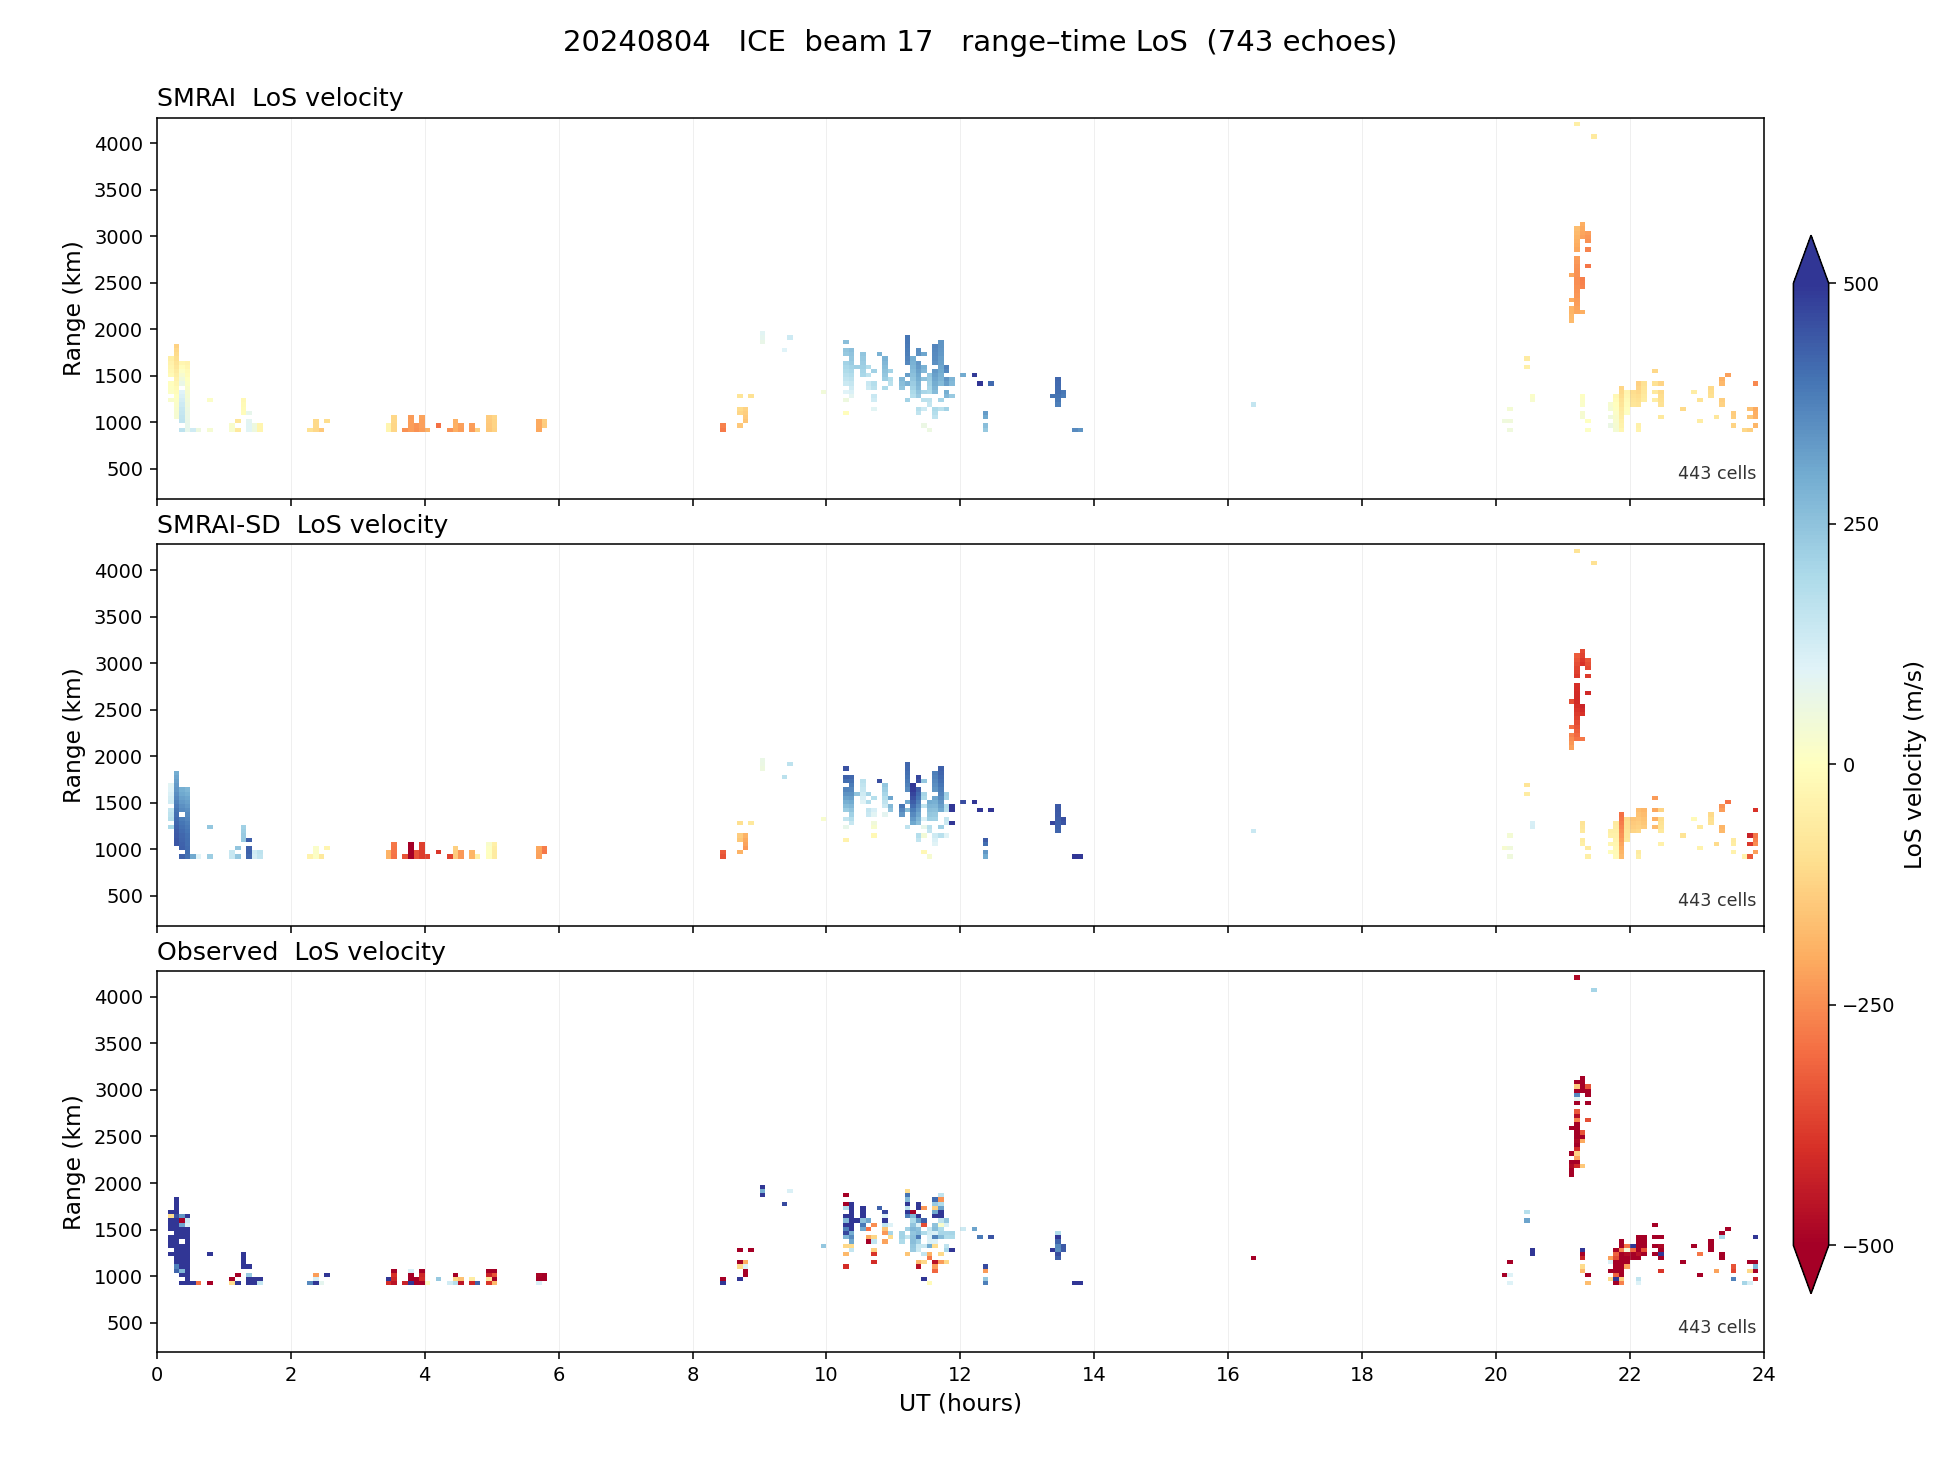 20240804   ICE  beam 17   range–time LoS  (743 echoes)
SMRAI  LoS velocity
4000
3500
3000
2500
2000
1500
1000
500
Range (km)
443 cells
SMRAI-SD  LoS velocity
4000
3500
3000
2500
2000
1500
1000
500
Range (km)
443 cells
Observed  LoS velocity
4000
3500
3000
2500
2000
1500
1000
500
Range (km)
443 cells
0 2 4 6 8 10 12 14 16 18 20 22 24
UT (hours)
500
250
0
−250
−500
LoS velocity (m/s)